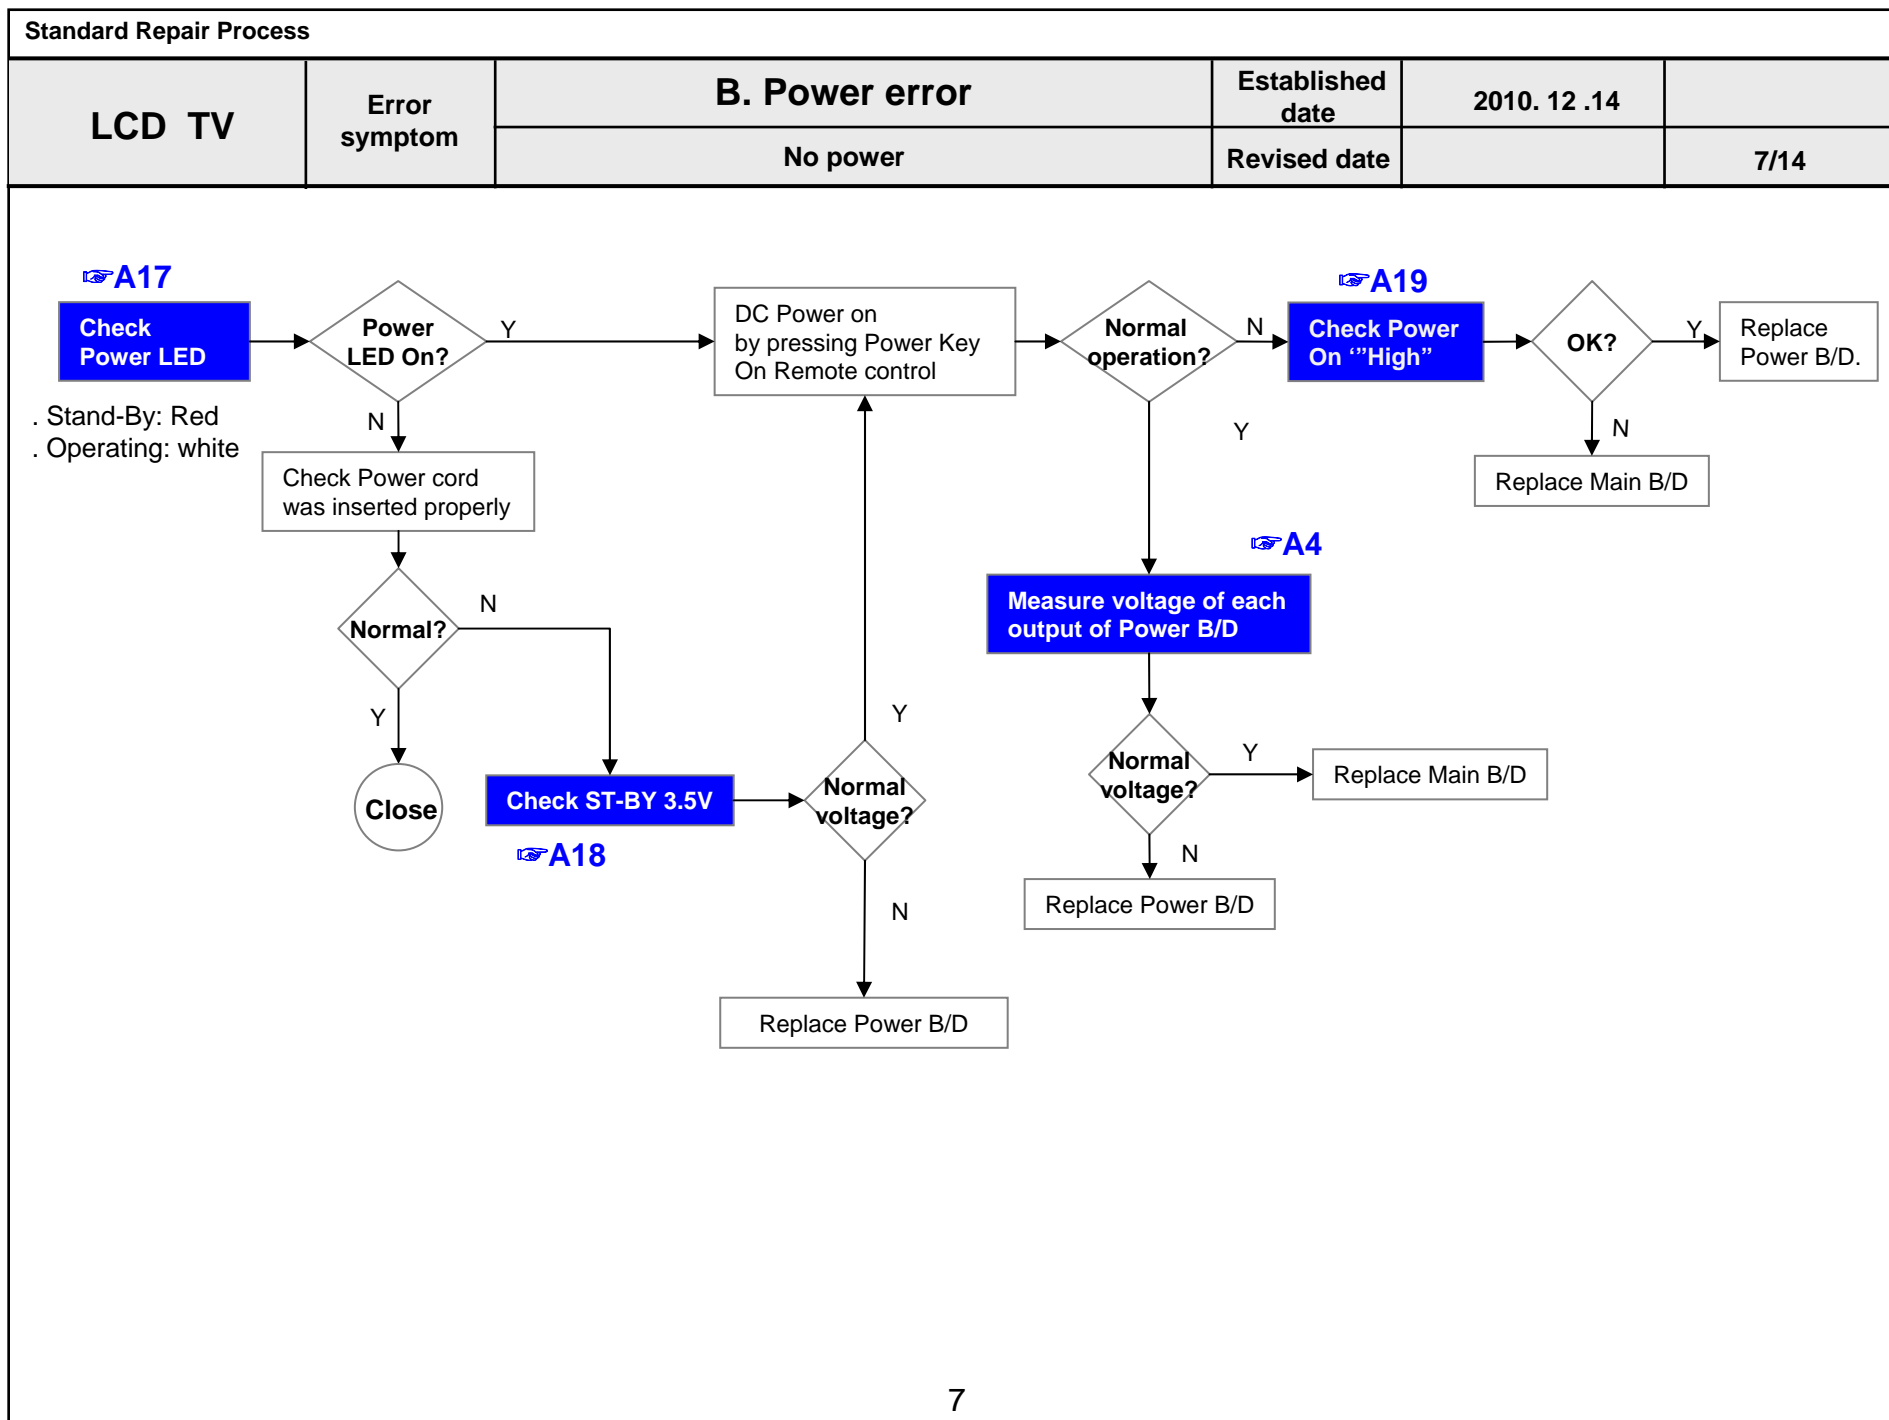 Standard Repair Process
LCD TV
Error
symptom
B. Power error
No power
Established
date
2010. 12 .14
Revised date
7/14
☞A17
Check
Power LED
. Stand-By: Red
. Operating: white
Power
LED On?
Y
N
Check Power cord
was inserted properly
Normal?
N
Y
Close
Check ST-BY 3.5V
☞A18
Normal
voltage?
Y
N
Replace Power B/D
DC Power on
by pressing Power Key
On Remote control
Normal
operation?
N
Y
☞A19
Check Power
On ‘”High”
OK?
Y
Replace
Power B/D.
N
Replace Main B/D
☞A4
Measure voltage of each
output of Power B/D
Normal
voltage?
Y
Replace Main B/D
N
Replace Power B/D
7